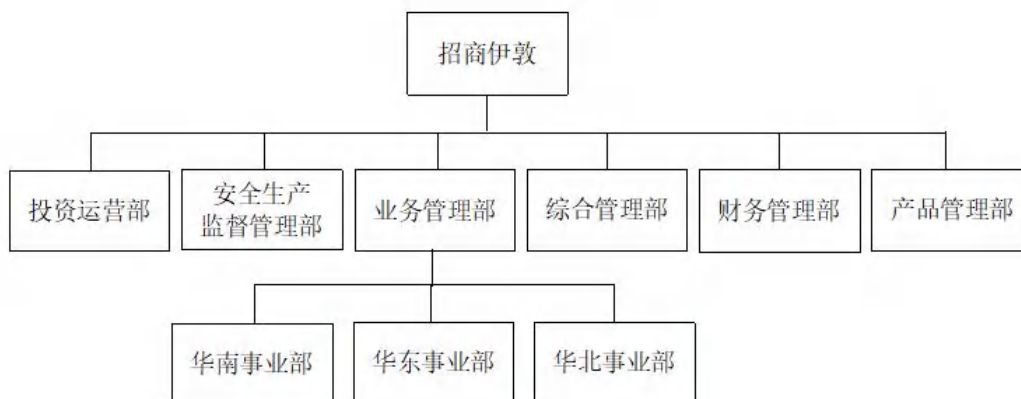 招商伊敦
投资运营部
安全生产
监督管理部
业务管理部
综合管理部
财务管理部
产品管理部
华南事业部
华东事业部
华北事业部